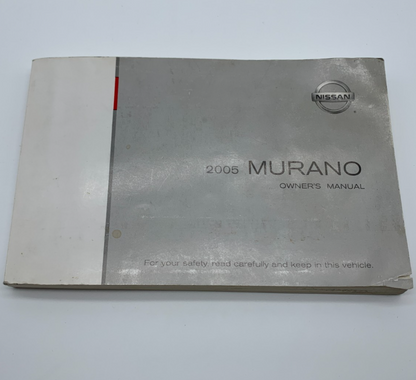 NISSAN
2005 MURANO
OWNER'S MANUAL
For your safety, read carefully and keep in this vehicle.